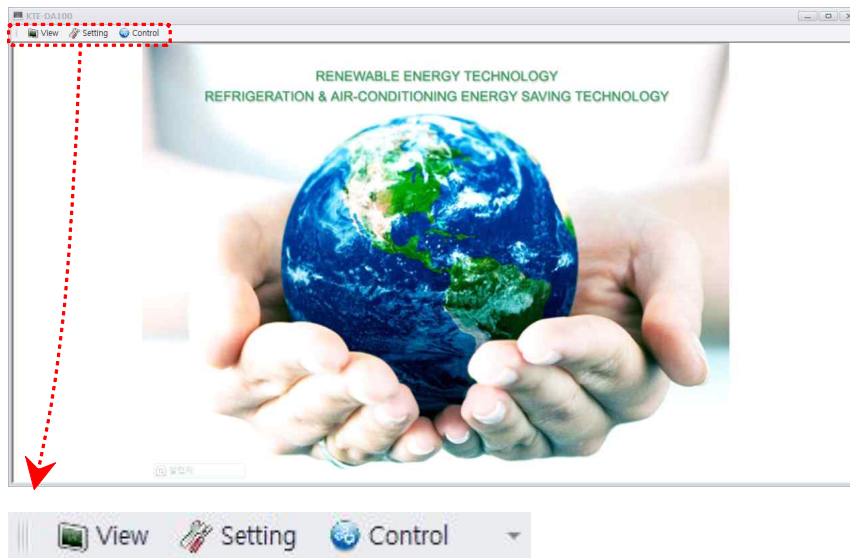 KTE-DA100
View Setting Control
RENEWABLE ENERGY TECHNOLOGY
REFRIGERATION & AIR-CONDITIONING ENERGY SAVING TECHNOLOGY
View Setting Control